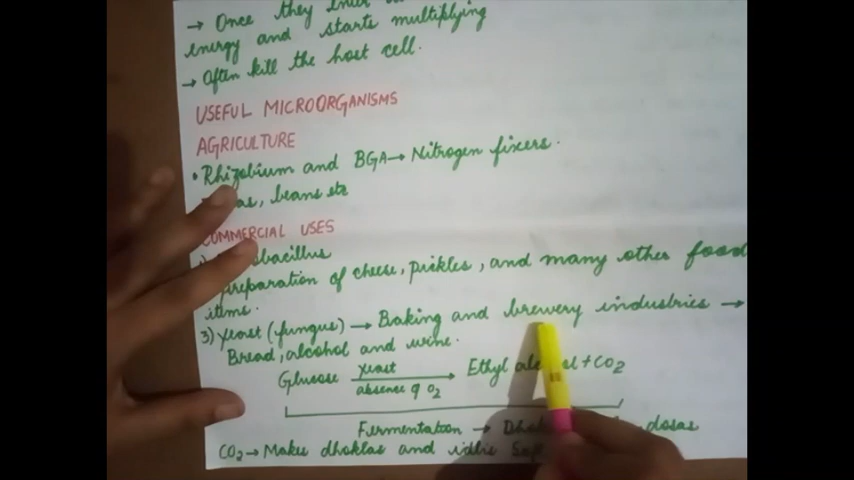 → Once they
energy and starts multiplying
→ Often kill the host cell.
USEFUL MICROORGANISMS
AGRICULTURE
• Rhizobium and BGA → Nitrogen fixers.
beans etc
COMMERCIAL USES
preparation of cheese, pickles, and many other food
items.
3) Yeast (fungus) → Baking and brewery industries →
Bread, alcohol and wine.
Glucose yeast → Ethyl + CO2
absence of O2
Fermentation → dosas
CO2 → Makes dhoklas and idlis